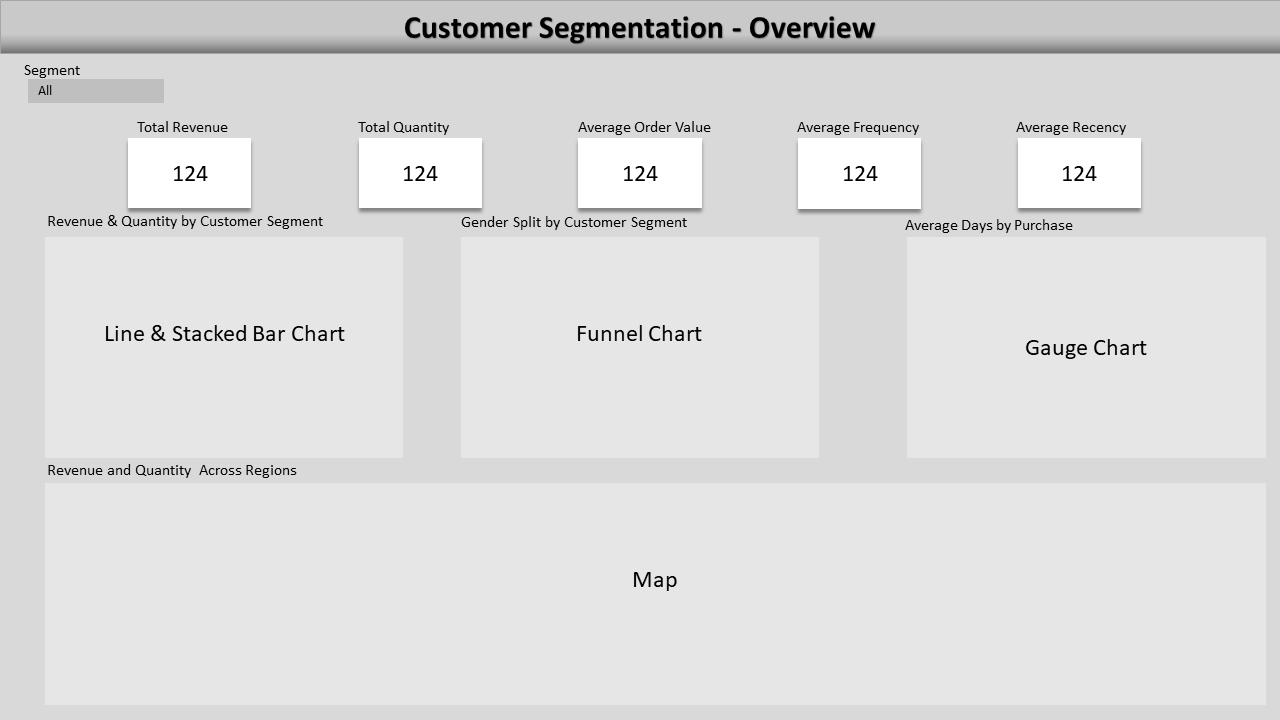 Customer Segmentation - Overview
Segment
All
Total Revenue
Total Quantity
Average Order Value
Average Frequency
Average Recency
124
124
124
124
124
Revenue & Quantity by Customer Segment
Gender Split by Customer Segment
Average Days by Purchase
Line & Stacked Bar Chart
Funnel Chart
Gauge Chart
Revenue and Quantity  Across Regions
Map